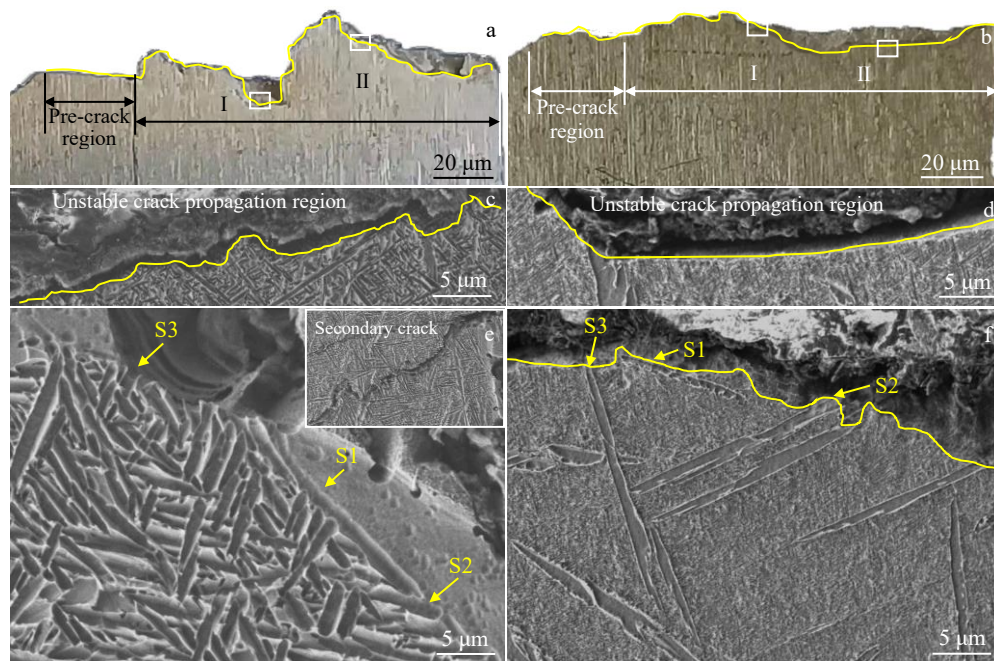 a
I
II
Pre-crack
region
20 μm
b
I
II
Pre-crack
region
20 μm
Unstable crack propagation region
c
5 μm
Unstable crack propagation region
d
5 μm
S3
Secondary crack
e
S1
S2
5 μm
S3
S1
f
S2
5 μm